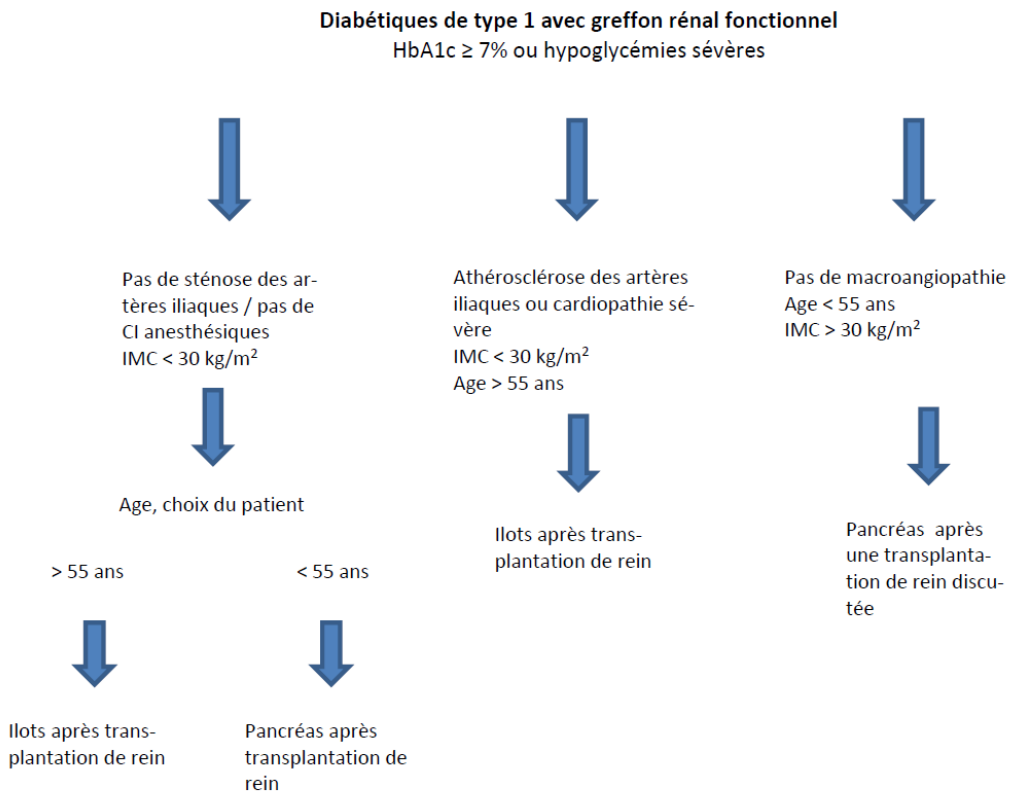 Diabétiques de type 1 avec greffon rénal fonctionnel
HbA1c ≥ 7% ou hypoglycémies sévères
Pas de sténose des ar-
tères iliaques / pas de
CI anesthésiques
IMC < 30 kg/m²
Age, choix du patient
> 55 ans
< 55 ans
Ilots après trans-
plantation de rein
Pancréas après
transplantation de
rein
Athérosclérose des artères
iliaques ou cardiopathie sé-
vère
IMC < 30 kg/m²
Age > 55 ans
Ilots après trans-
plantation de rein
Pas de macroangiopathie
Age < 55 ans
IMC > 30 kg/m²
Pancréas après
une transplanta-
tion de rein discu-
tée